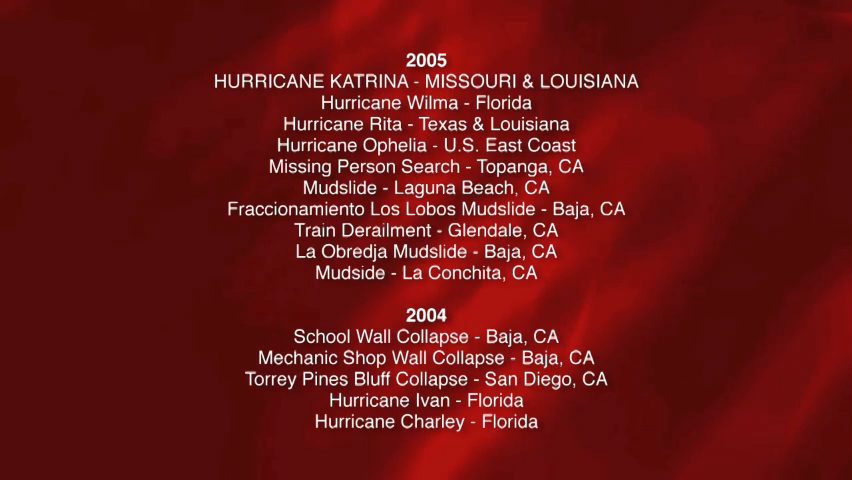 2005
HURRICANE KATRINA - MISSOURI & LOUISIANA
Hurricane Wilma - Florida
Hurricane Rita - Texas & Louisiana
Hurricane Ophelia - U.S. East Coast
Missing Person Search - Topanga, CA
Mudslide - Laguna Beach, CA
Fraccionamiento Los Lobos Mudslide - Baja, CA
Train Derailment - Glendale, CA
La Obredja Mudslide - Baja, CA
Mudside - La Conchita, CA
2004
School Wall Collapse - Baja, CA
Mechanic Shop Wall Collapse - Baja, CA
Torrey Pines Bluff Collapse - San Diego, CA
Hurricane Ivan - Florida
Hurricane Charley - Florida